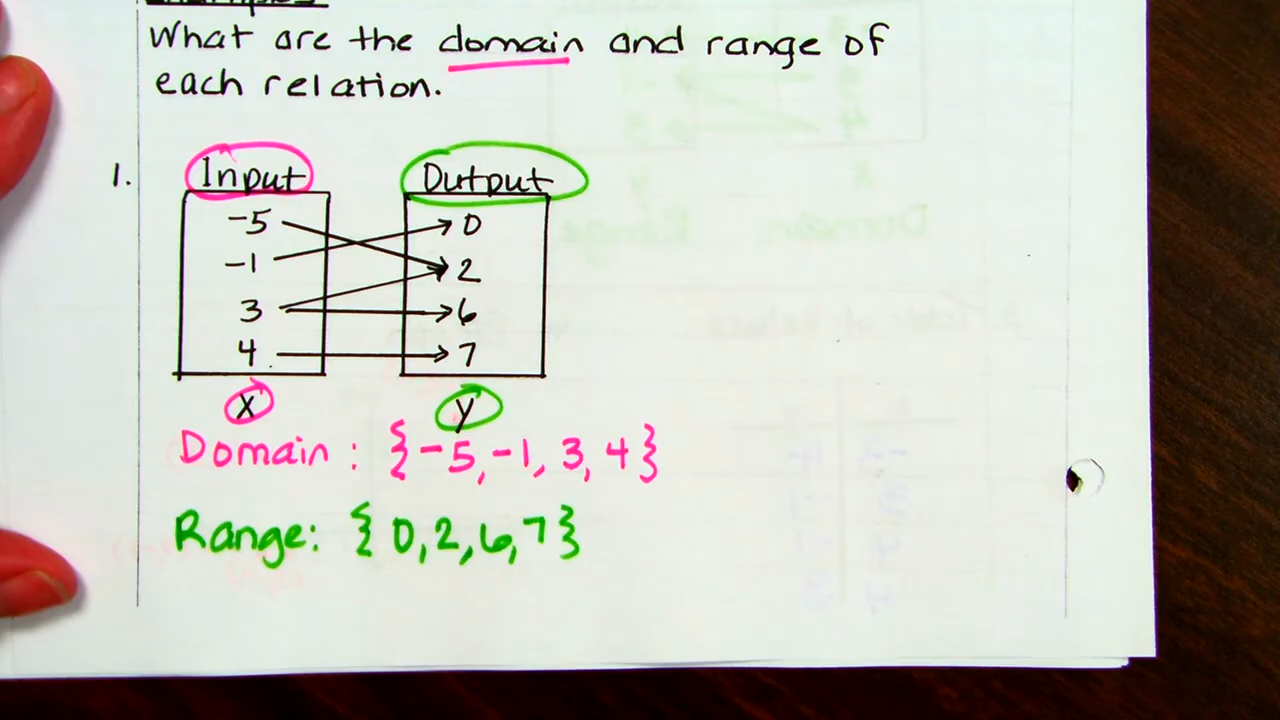 What are the domain and range of
each relation.
1. Input Output
-5 0
-1 2
3 6
4 7
x y
Domain : {-5, -1, 3, 4}
Range: {0, 2, 6, 7}